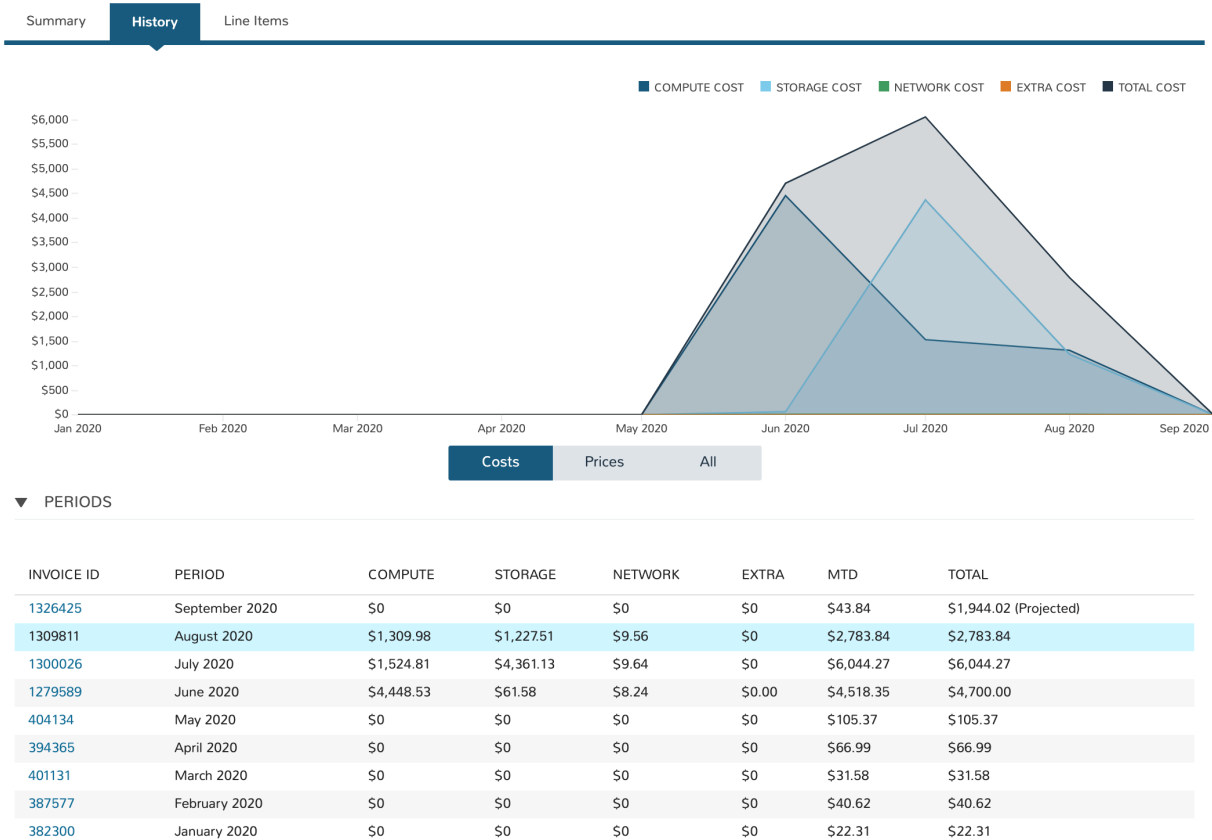 Summary History Line Items
COMPUTE COST STORAGE COST NETWORK COST EXTRA COST TOTAL COST
$6,000
$5,500
$5,000
$4,500
$4,000
$3,500
$3,000
$2,500
$2,000
$1,500
$1,000
$500
$0
Jan 2020 Feb 2020 Mar 2020 Apr 2020 May 2020 Jun 2020 Jul 2020 Aug 2020 Sep 2020
Costs Prices All
PERIODS
INVOICE ID PERIOD COMPUTE STORAGE NETWORK EXTRA MTD TOTAL
1326425 September 2020 $0 $0 $0 $0 $43.84 $1,944.02 (Projected)
1309811 August 2020 $1,309.98 $1,227.51 $9.56 $0 $2,783.84 $2,783.84
1300026 July 2020 $1,524.81 $4,361.13 $9.64 $0 $6,044.27 $6,044.27
1279589 June 2020 $4,448.53 $61.58 $8.24 $0.00 $4,518.35 $4,700.00
404134 May 2020 $0 $0 $0 $0 $105.37 $105.37
394365 April 2020 $0 $0 $0 $0 $66.99 $66.99
401131 March 2020 $0 $0 $0 $0 $31.58 $31.58
387577 February 2020 $0 $0 $0 $0 $40.62 $40.62
382300 January 2020 $0 $0 $0 $0 $22.31 $22.31